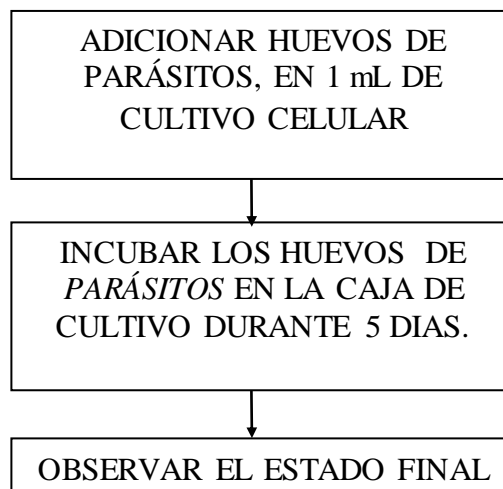 ADICIONAR HUEVOS DE
PARÁSITOS, EN 1 mL DE
CULTIVO CELULAR
INCUBAR LOS HUEVOS DE
PARÁSITOS EN LA CAJA DE
CULTIVO DURANTE 5 DIAS.
OBSERVAR EL ESTADO FINAL